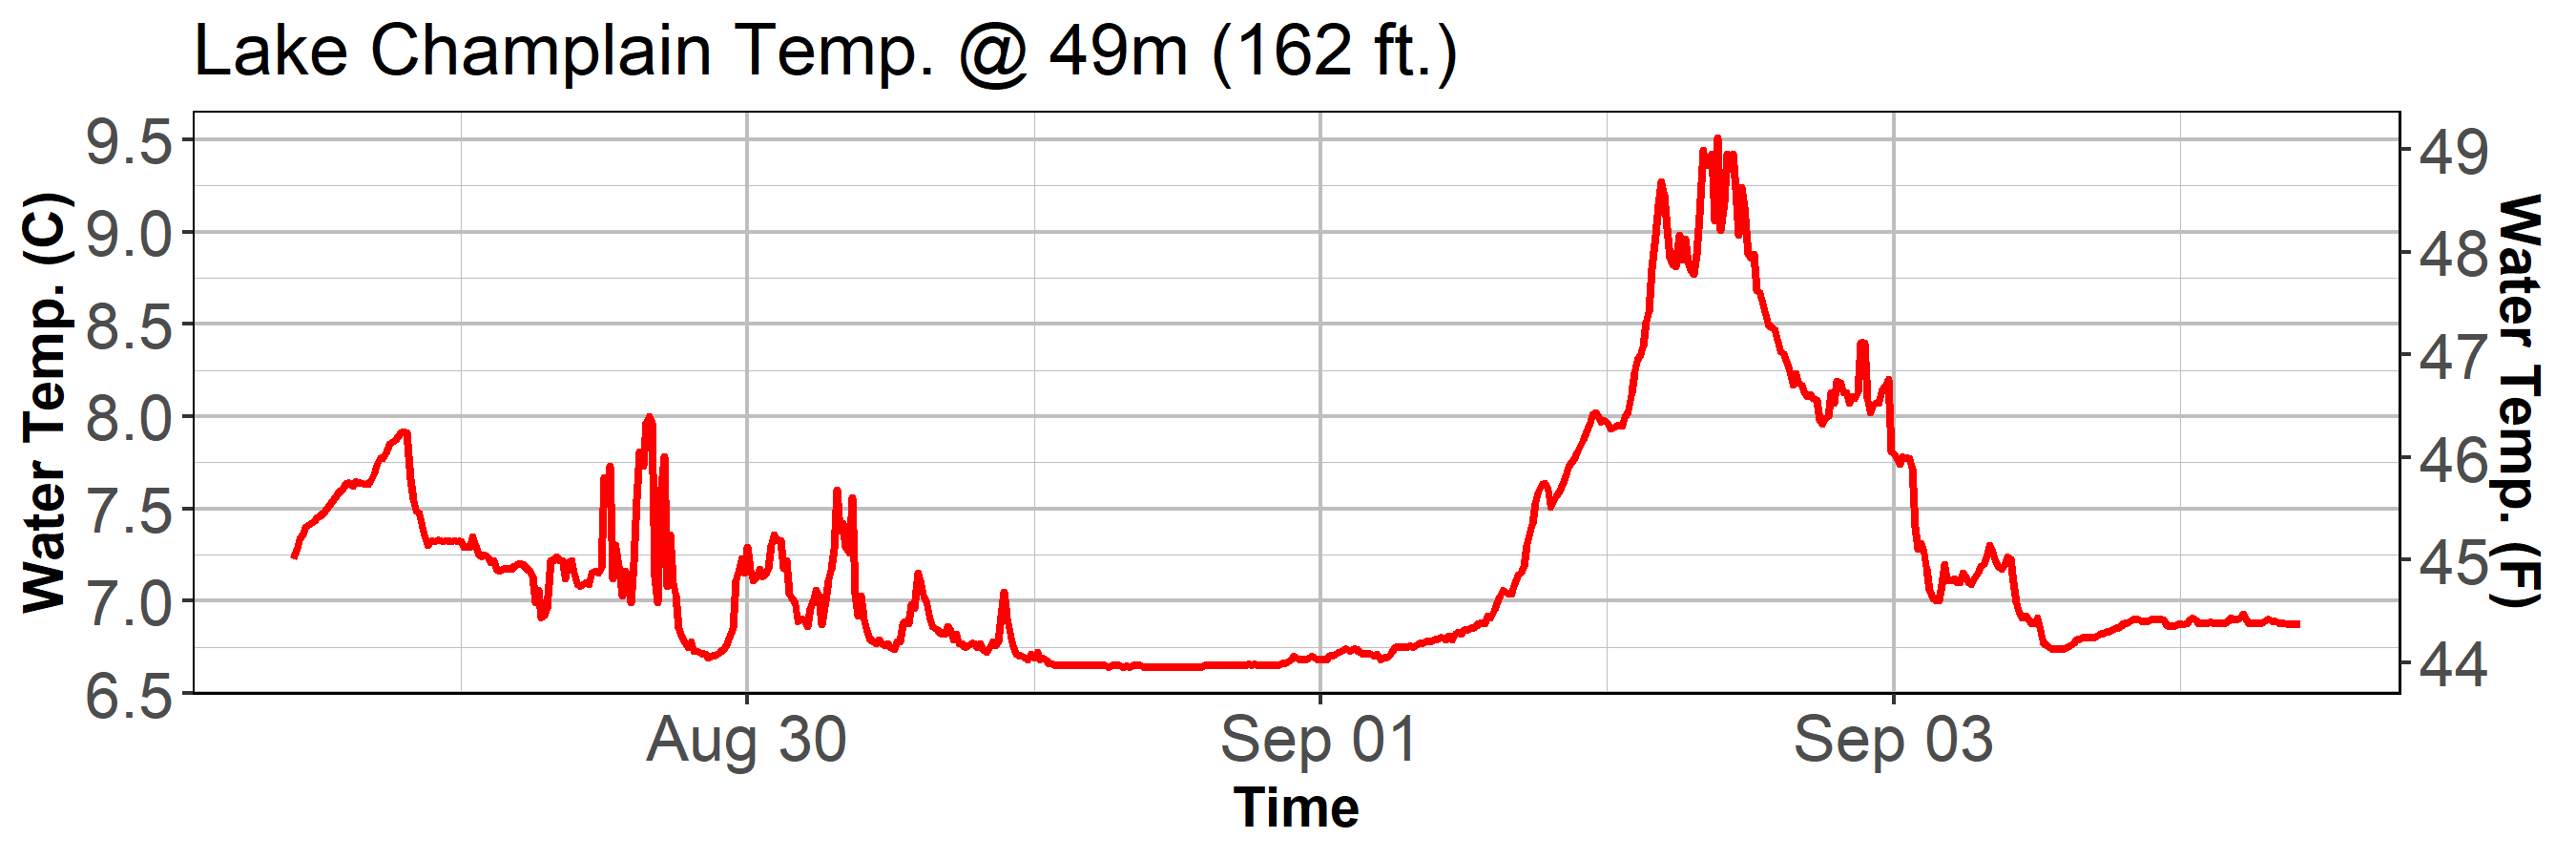 Lake Champlain Temp. @ 49m (162 ft.)
Water Temp. (C)
9.5
9.0
8.5
8.0
7.5
7.0
6.5
49
48
47
46
45
44
Water Temp. (F)
Aug 30
Sep 01
Sep 03
Time